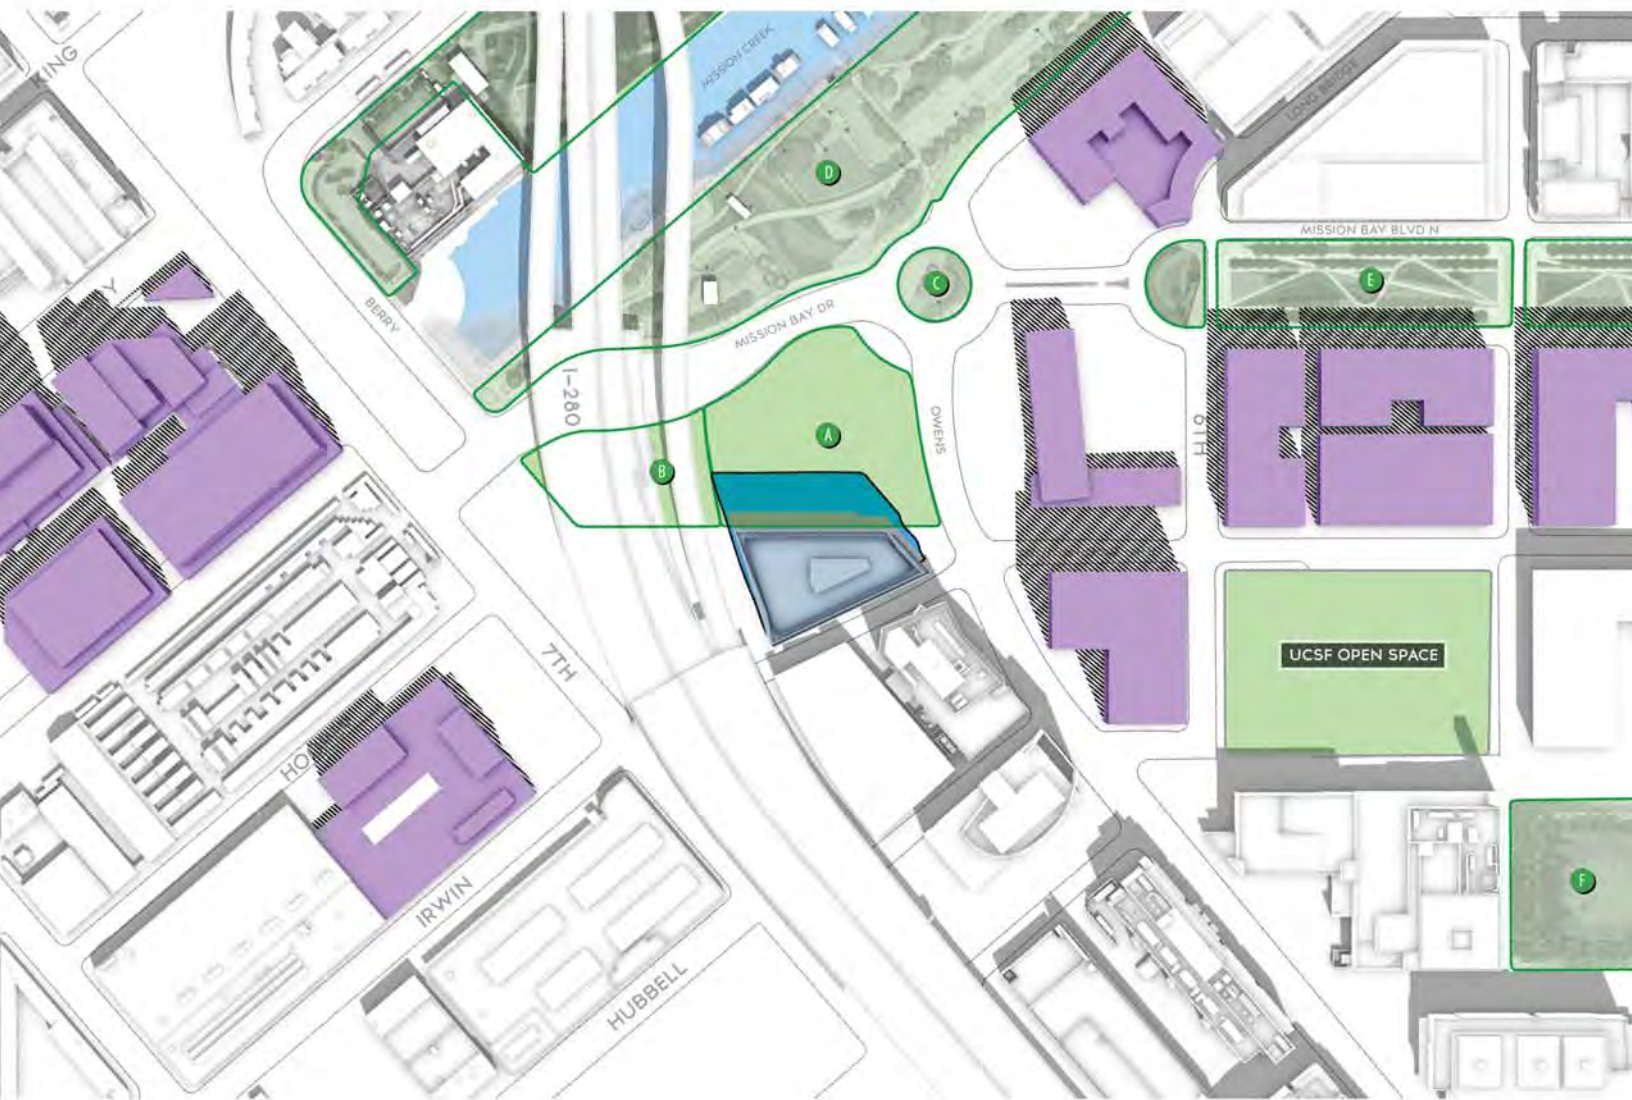 KING
MISSION CREEK
LONG BRIDGE
D
MISSION BAY BLVD N
C
E
BERRY
MISSION BAY DR
I-280
OWENS
6TH
A
B
7TH
UCSF OPEN SPACE
HO
F
IRWIN
HUBBELL